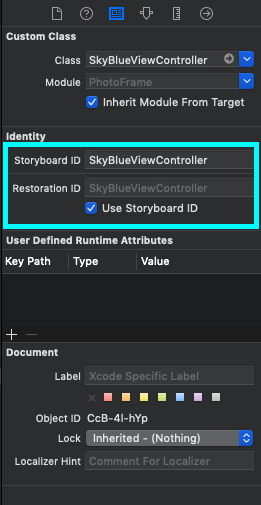 Custom Class
Class SkyBlueViewController
Module PhotoFrame
Inherit Module From Target
Identity
Storyboard ID SkyBlueViewController
Restoration ID SkyBlueViewController
Use Storyboard ID
User Defined Runtime Attributes
Key Path Type Value
Document
Label Xcode Specific Label
Object ID CcB-4l-hYp
Lock Inherited - (Nothing)
Localizer Hint Comment For Localizer